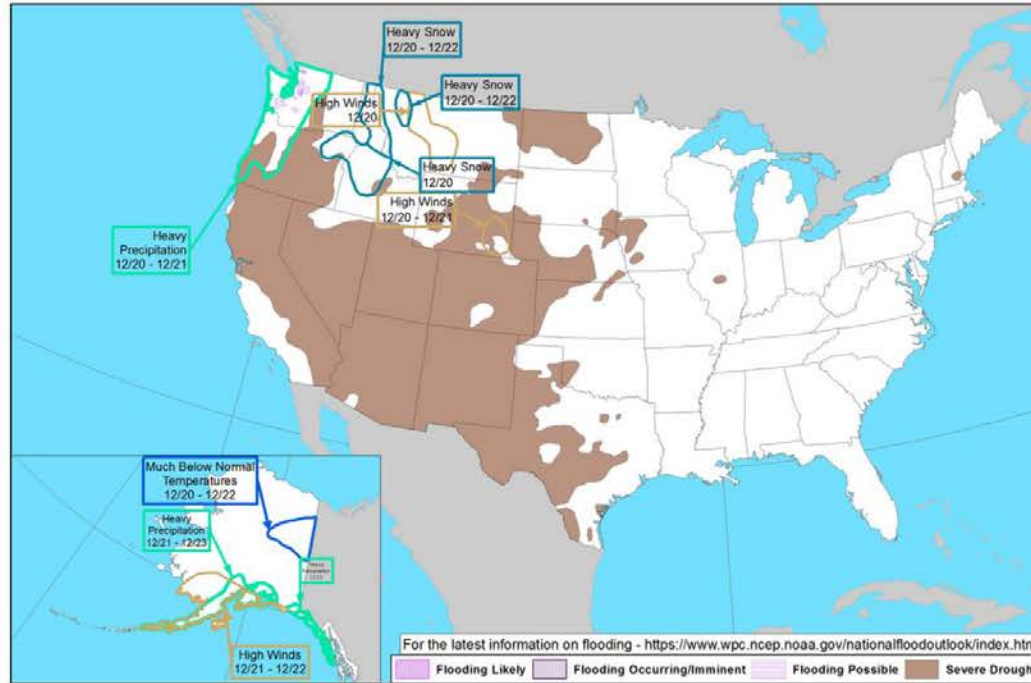 Heavy Snow
12/20 - 12/22
Heavy Snow
12/20 - 12/22
High Winds
12/20
Heavy Snow
12/20
High Winds
12/20 - 12/21
Heavy
Precipitation
12/20 - 12/21
Much Below Normal
Temperatures
12/20 - 12/22
Heavy
Precipitation
12/21 - 12/23
Heavy
High Winds
12/21 - 12/22
For the latest information on flooding - https://www.wpc.ncep.noaa.gov/nationalfloodoutlook/index.htm
Flooding Likely
Flooding Occurring/Imminent
Flooding Possible
Severe Drough